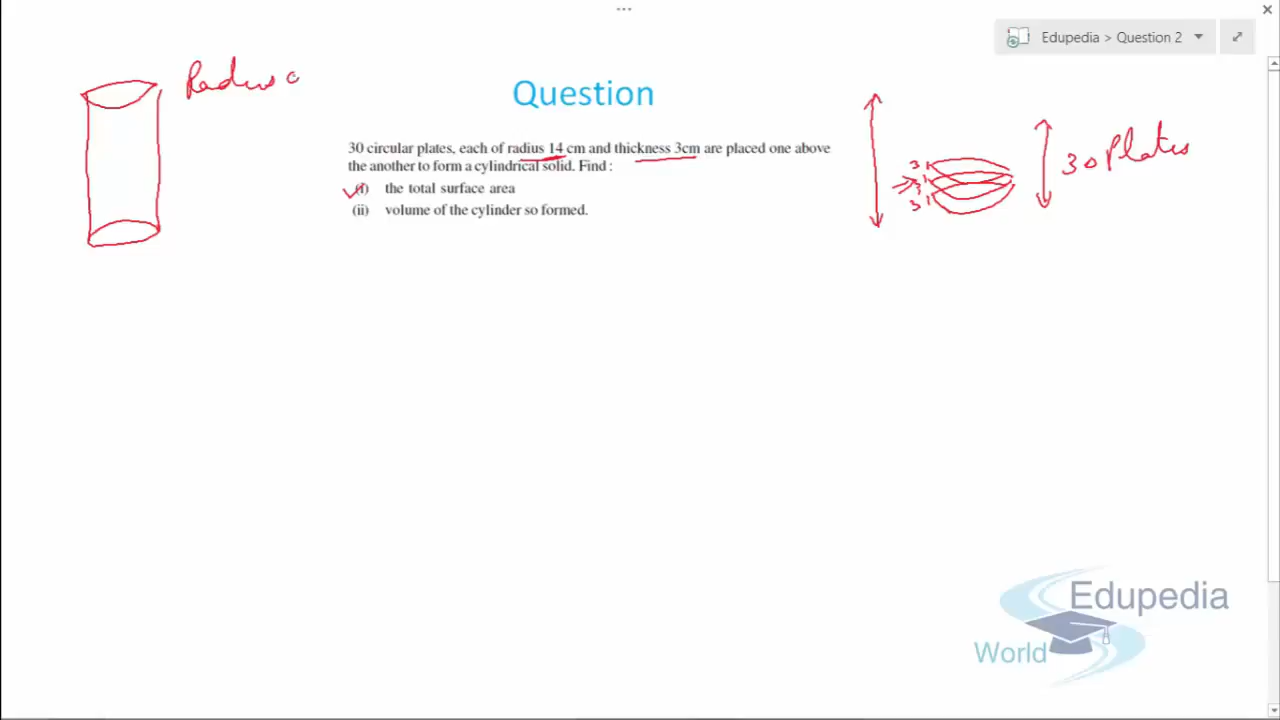 Edupedia > Question 2
Radius o
Question
30 circular plates, each of radius 14 cm and thickness 3cm are placed one above
the another to form a cylindrical solid. Find :
(i) the total surface area
(ii) volume of the cylinder so formed.
3
3
3
30 Plates
Edupedia
World